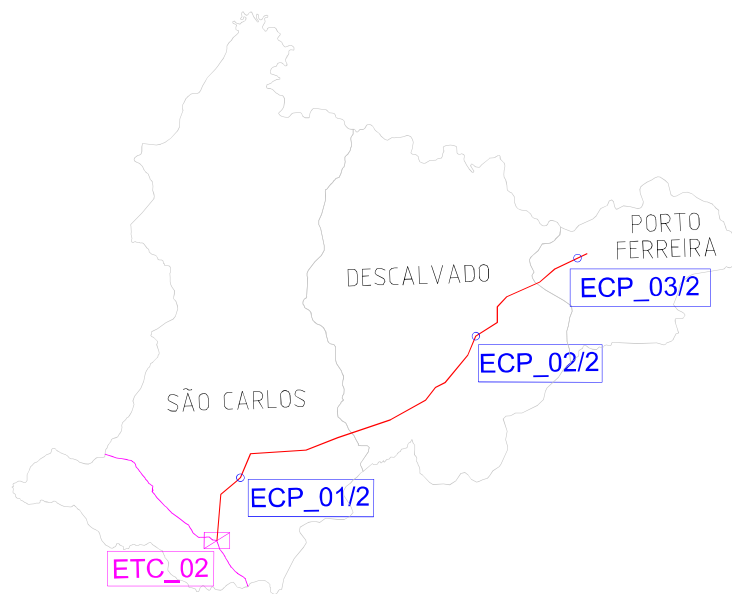 PORTO
FERREIRA
DESCALVADO
ECP_03/2
ECP_02/2
SÃO CARLOS
ECP_01/2
ETC_02